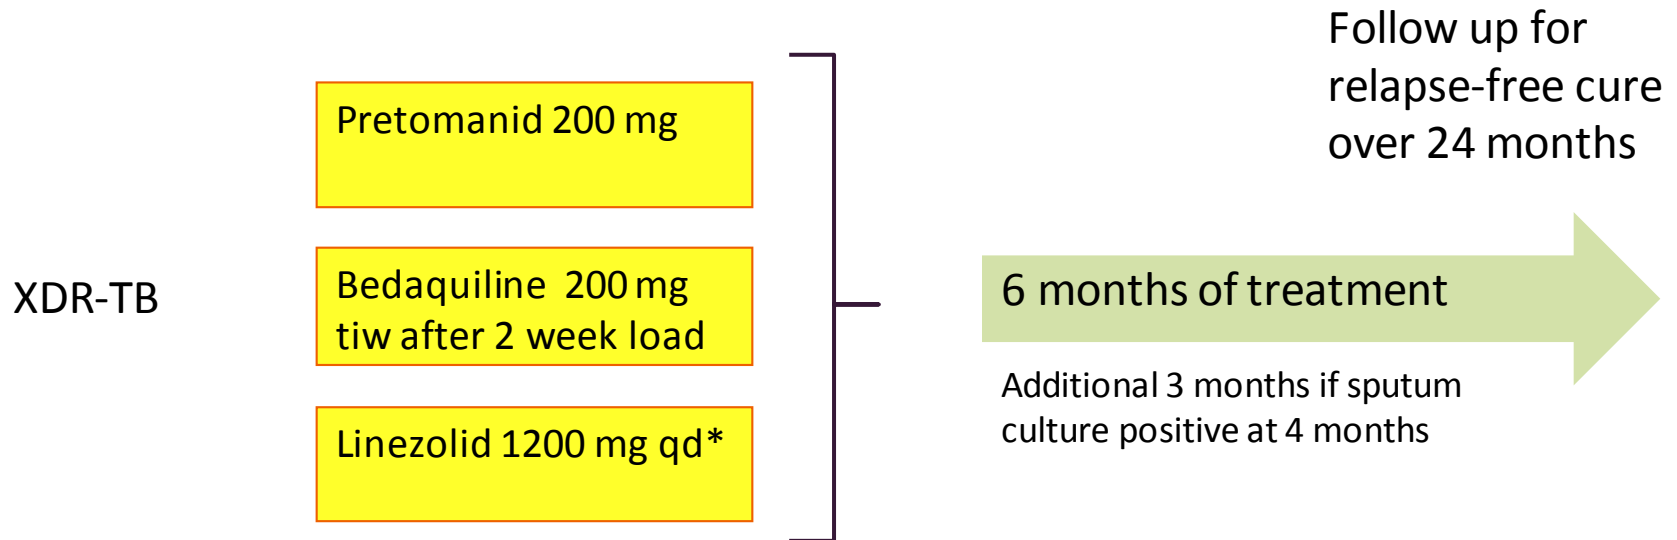 XDR-TB
Pretomanid 200 mg
Bedaquiline 200 mg
tiw after 2 week load
Linezolid 1200 mg qd*
6 months of treatment
Additional 3 months if sputum
culture positive at 4 months
Follow up for
relapse-free cure
over 24 months